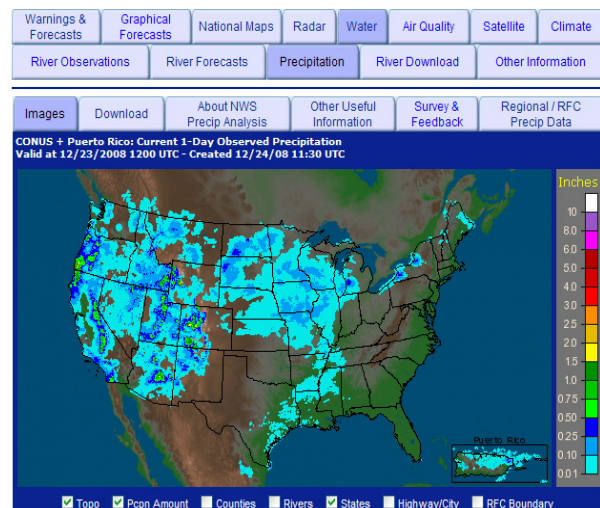 Warnings & Forecasts
Graphical Forecasts
National Maps
Radar
Water
Air Quality
Satellite
Climate
River Observations
River Forecasts
Precipitation
River Download
Other Information
Images
Download
About NWS Precip Analysis
Other Useful Information
Survey & Feedback
Regional / RFC Precip Data
CONUS + Puerto Rico: Current 1-Day Observed Precipitation
Valid at 12/23/2008 1200 UTC - Created 12/24/08 11:30 UTC
Inches
10
8.0
6.0
5.0
4.0
3.0
2.5
2.0
1.5
1.0
0.75
0.50
0.25
0.10
0.01
Puerto Rico
Topo
Pcpn Amount
Counties
Rivers
States
Highway/City
RFC Boundary